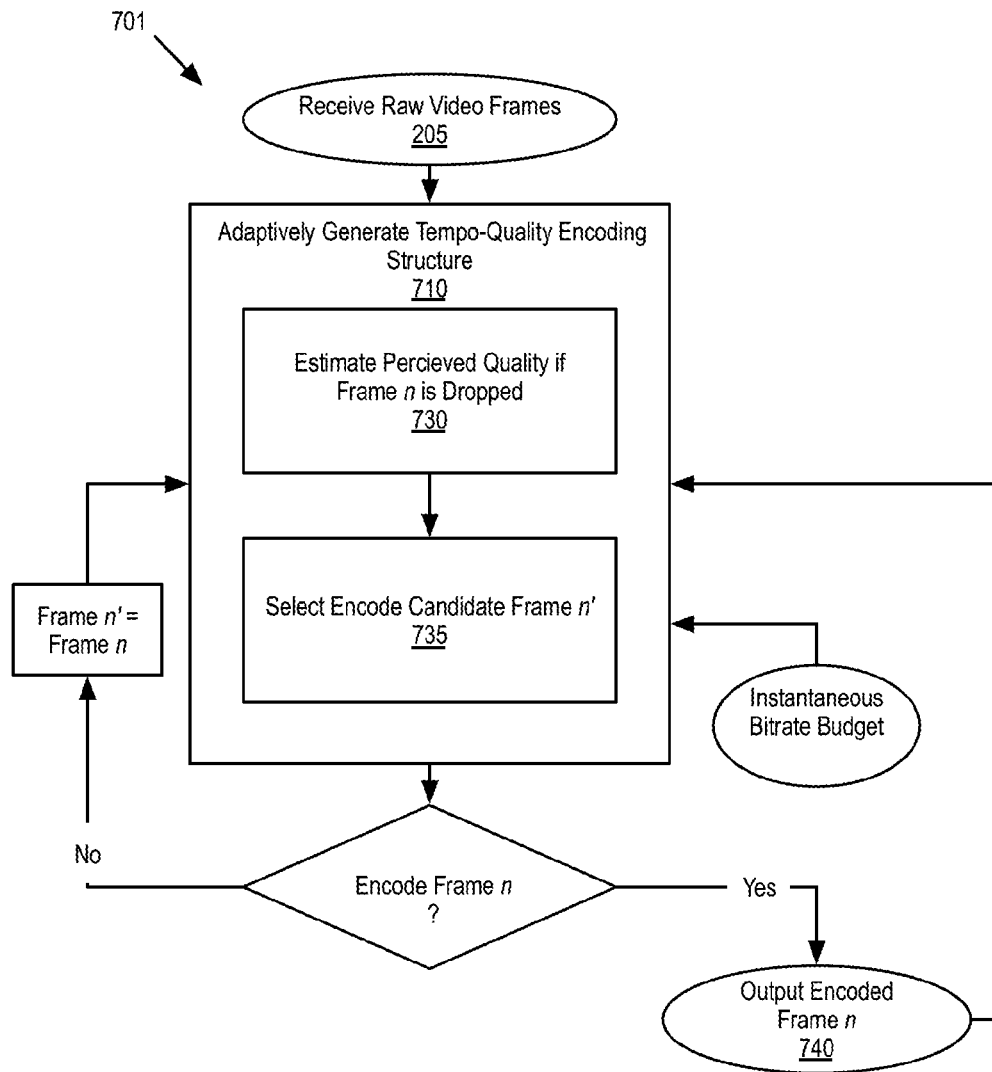 701
Receive Raw Video Frames
205
Adaptively Generate Tempo-Quality Encoding
Structure
710
Estimate Percieved Quality if
Frame n is Dropped
730
Select Encode Candidate Frame n'
735
Frame n' =
Frame n
Instantaneous
Bitrate Budget
No
Encode Frame n
?
Yes
Output Encoded
Frame n
740